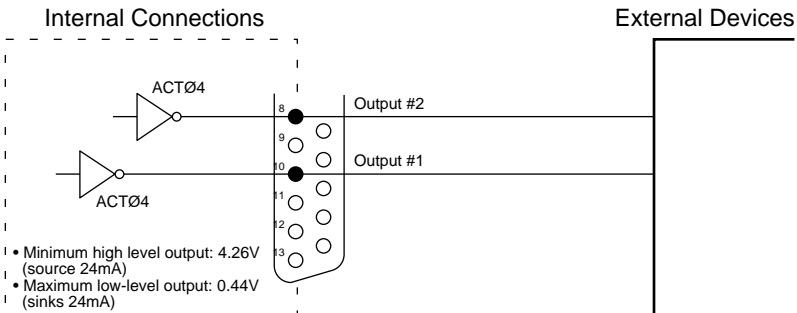 Internal Connections
External Devices
ACTØ4
8
Output #2
9
10
Output #1
11
ACTØ4
12
13
• Minimum high level output: 4.26V
(source 24mA)
• Maximum low-level output: 0.44V
(sinks 24mA)